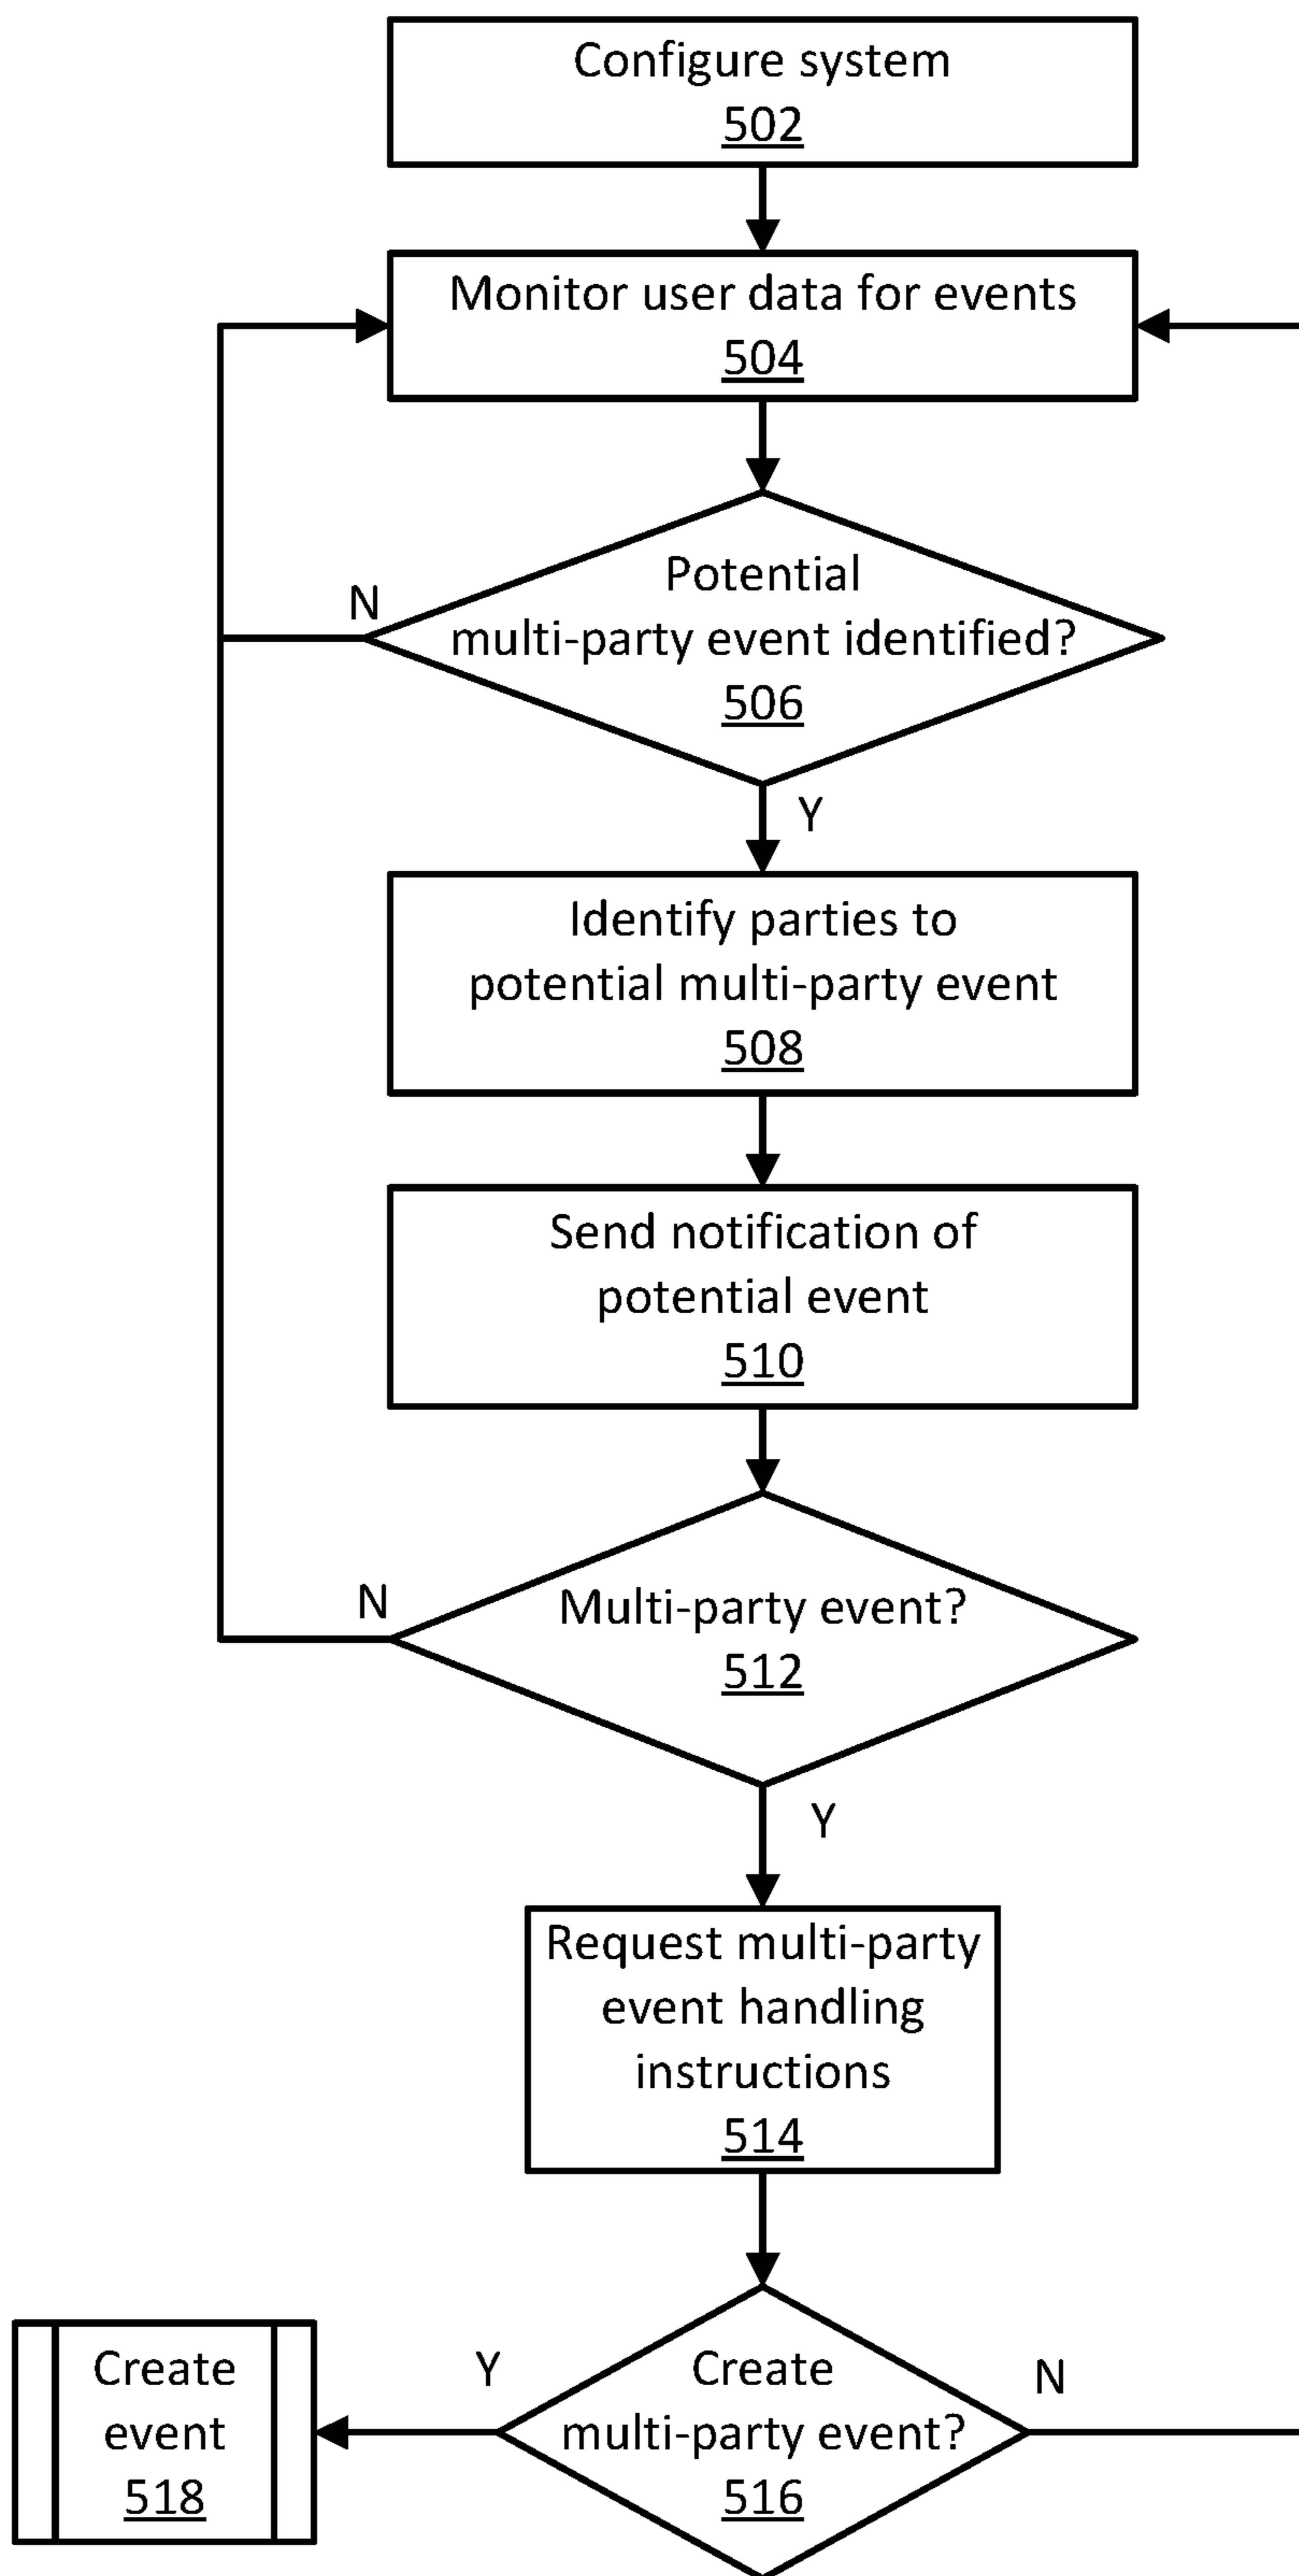 Configure system
502
Monitor user data for events
504
Potential
N
multi-party event identified?
506
Y
Identify parties to
potential multi-party event
508
Send notification of
potential event
510
N
Multi-party event?
512
Y
Request multi-party
event handling
instructions
514
Create
event
518
Y
Create
multi-party event?
516
N